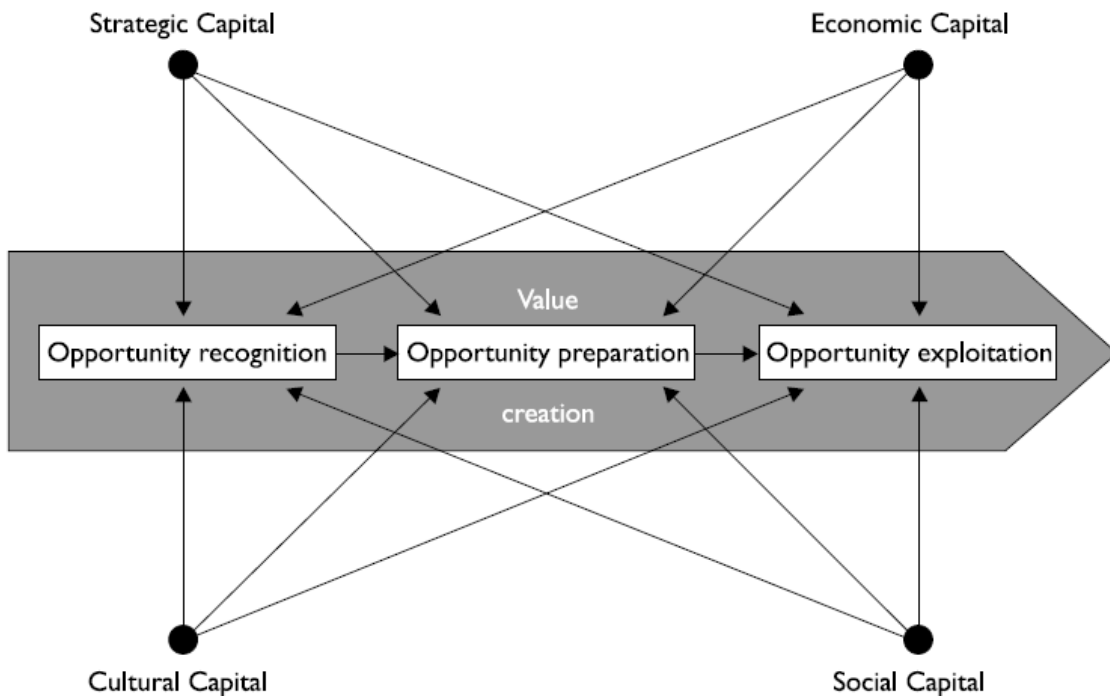 Strategic Capital
Economic Capital
Value
Opportunity recognition
Opportunity preparation
Opportunity exploitation
creation
Cultural Capital
Social Capital